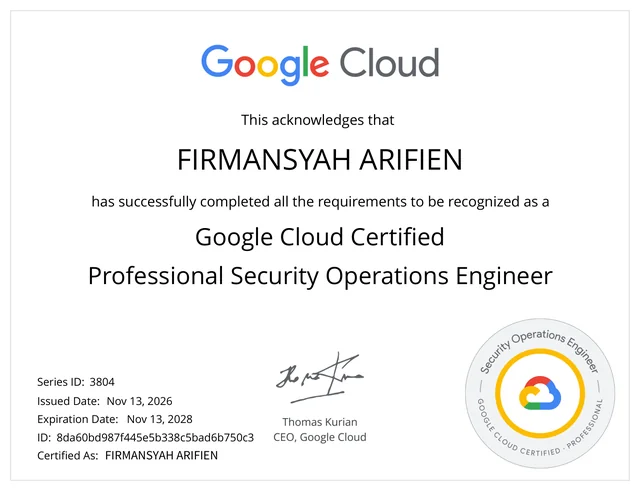 Google Cloud
This acknowledges that
FIRMANSYAH ARIFIEN
has successfully completed all the requirements to be recognized as a
Google Cloud Certified
Professional Security Operations Engineer
Series ID: 3804
Issued Date: Nov 13, 2026
Expiration Date: Nov 13, 2028
ID: 8da60bd987f445e5b338c5bad6b750c3
Certified As: FIRMANSYAH ARIFIEN
Thomas Kurian
CEO, Google Cloud
Security Operations Engineer
GOOGLE CLOUD CERTIFIED · PROFESSIONAL